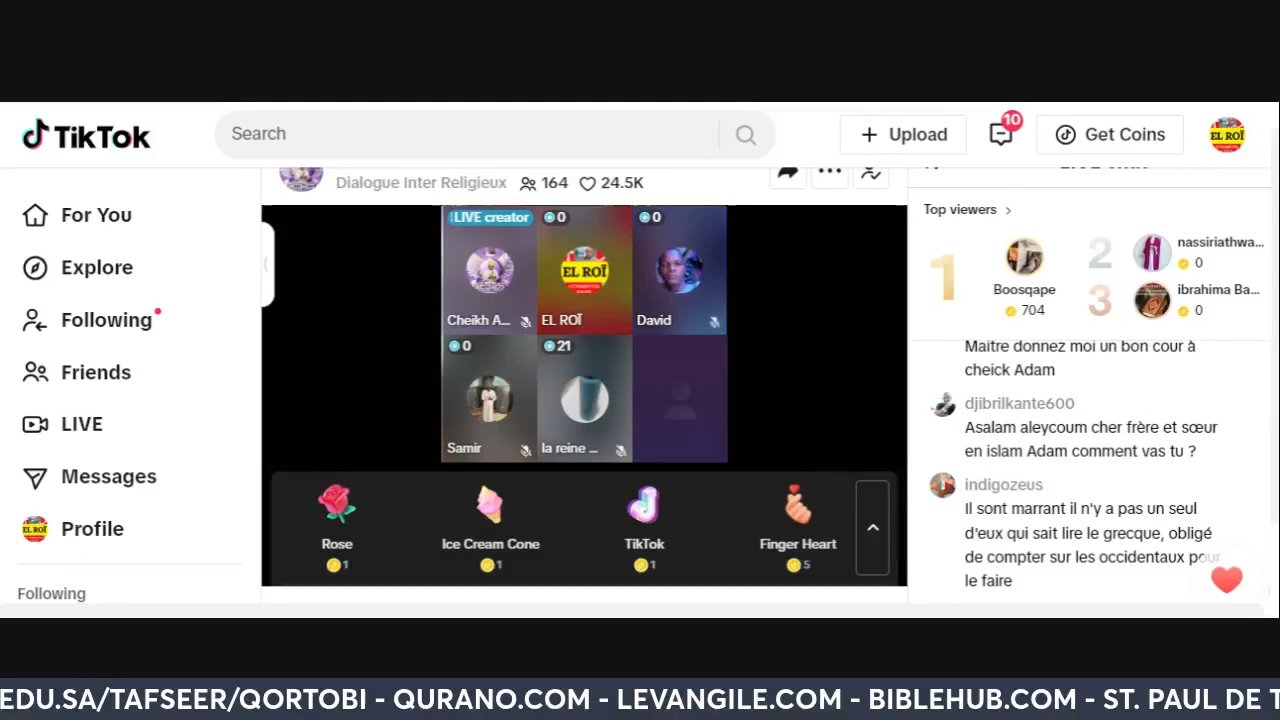 TikTok
Search
Upload
10
Get Coins
EL ROÏ
For You
Explore
Following
Friends
LIVE
Messages
Profile
Following
Dialogue Inter Religieux 164 24.5K
LIVE creator
0
0
EL ROÏ
Cheikh A...
EL ROÏ
David
0
21
Samir
la reine ...
Rose
1
Ice Cream Cone
1
TikTok
1
Finger Heart
5
Top viewers
1
Boosqape
704
2
nassiriathwa...
0
3
ibrahima Ba...
0
Maitre donnez moi un bon cour à
cheick Adam
djibrilkante600
Asalam aleycoum cher frère et sœur
en islam Adam comment vas tu ?
indigozeus
Il sont marrant il n'y a pas un seul
d'eux qui sait lire le grecque, obligé
de compter sur les occidentaux pour
le faire
EDU.SA/TAFSEER/QORTOBI - QURANO.COM - LEVANGILE.COM - BIBLEHUB.COM - ST. PAUL DE T